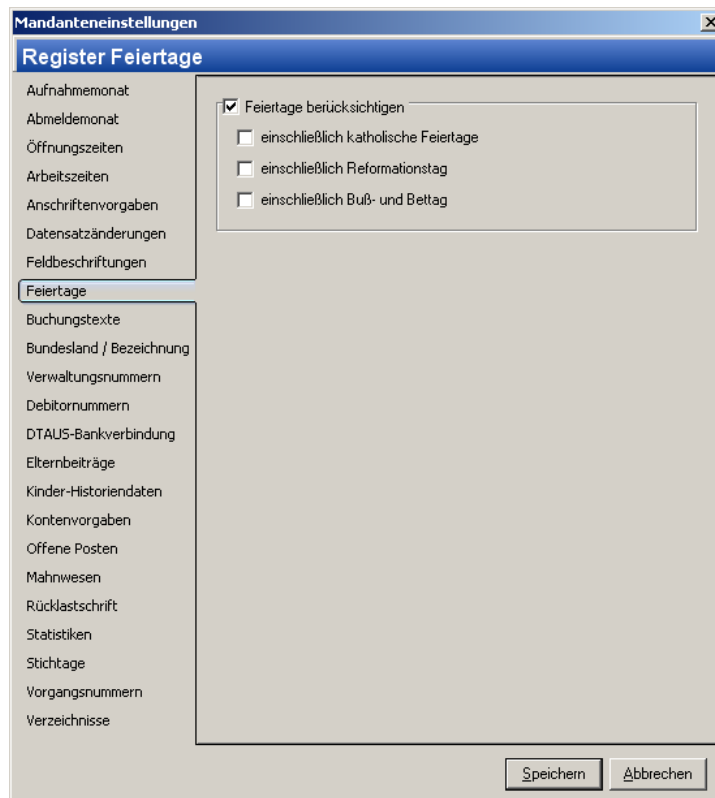 Mandanteneinstellungen
Register Feiertage
Aufnahmemonat
Abmeldemonat
Öffnungszeiten
Arbeitszeiten
Anschriftenvorgaben
Datensatzänderungen
Feldbeschriftungen
Feiertage
Buchungstexte
Bundesland / Bezeichnung
Verwaltungsnummern
Debitornummern
DTAUS-Bankverbindung
Elternbeiträge
Kinder-Historiendaten
Kontenvorgaben
Offene Posten
Mahnwesen
Rücklastschrift
Statistiken
Stichtage
Vorgangsnummern
Verzeichnisse
Feiertage berücksichtigen
einschließlich katholische Feiertage
einschließlich Reformationstag
einschließlich Buß- und Bettag
Speichern
Abbrechen